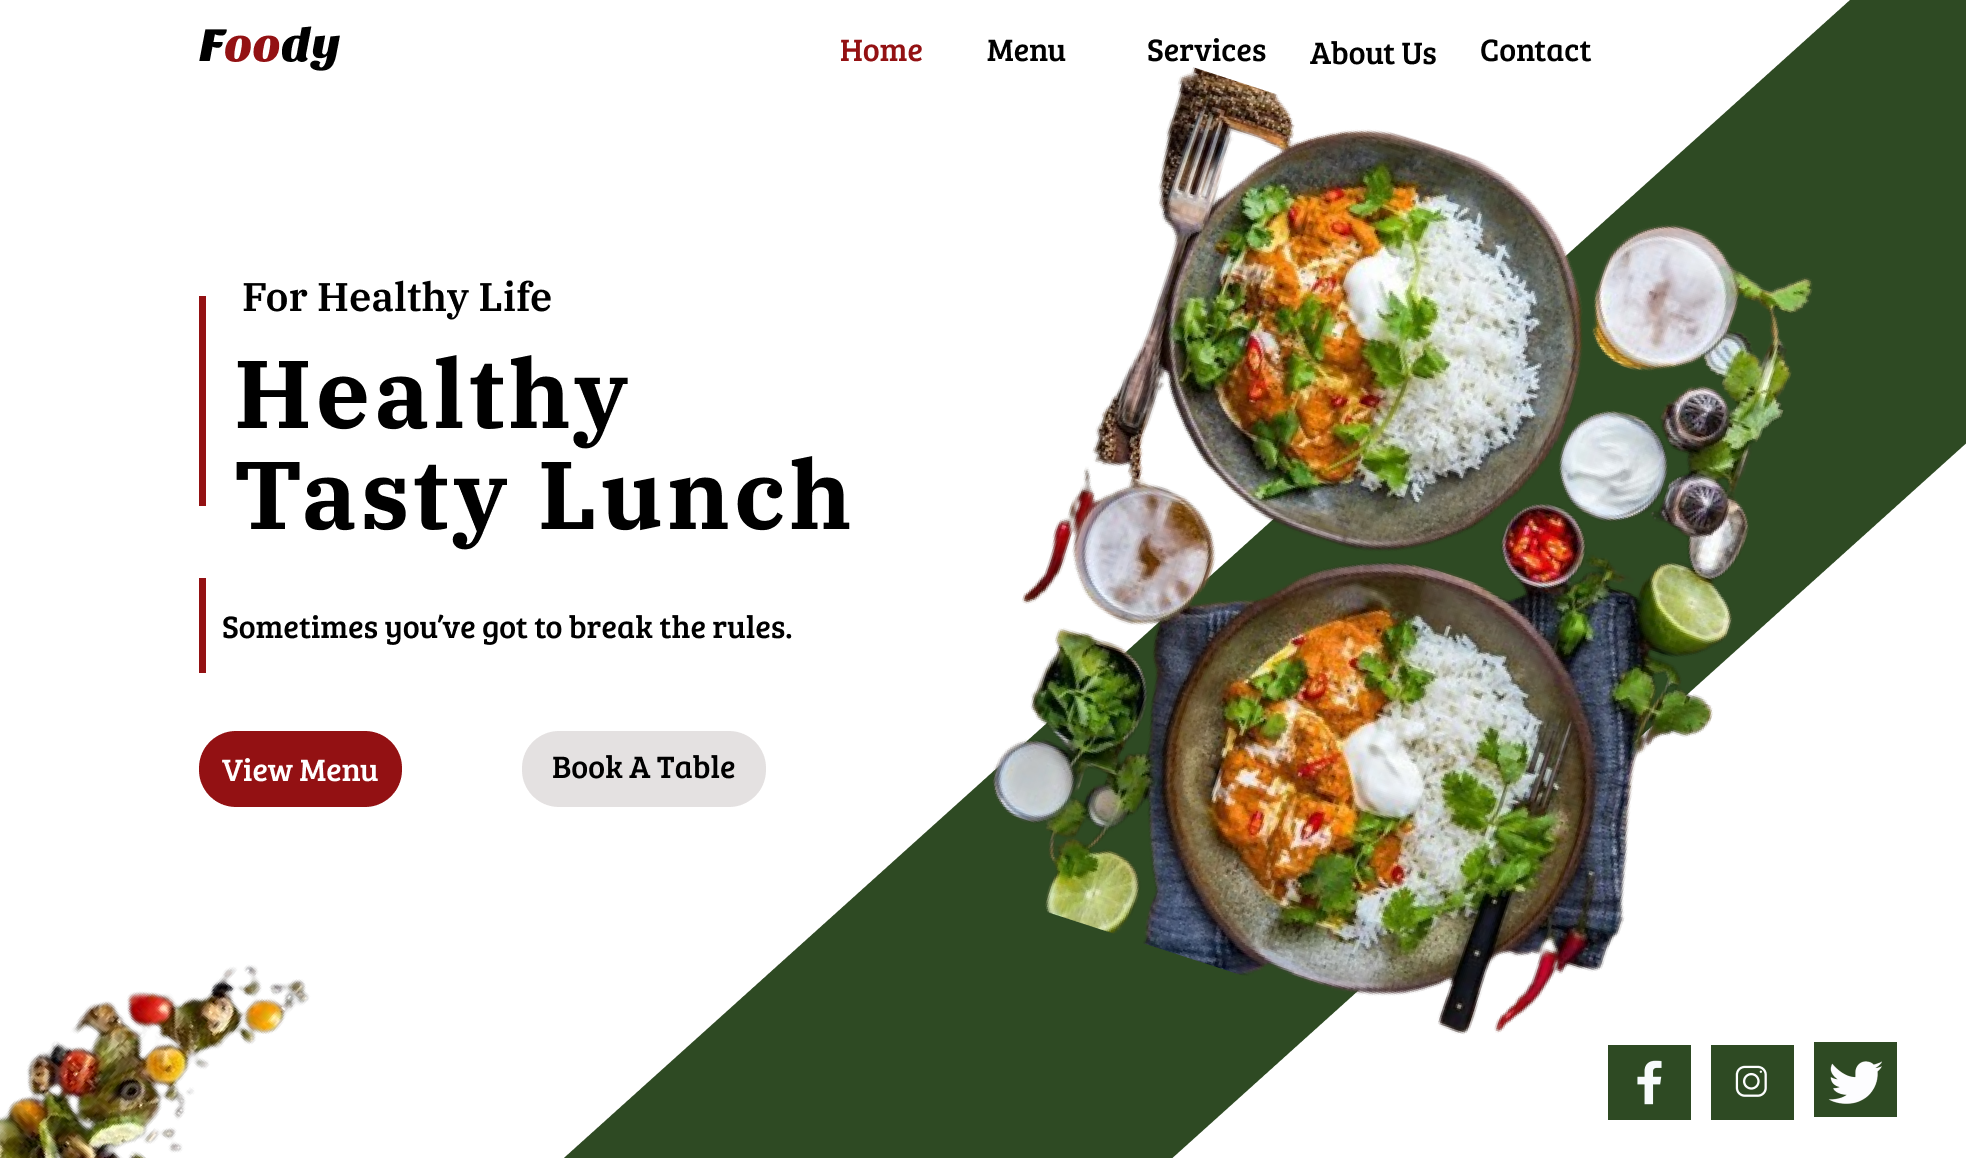 Foody
Home Menu Services About Us Contact
For Healthy Life
Healthy
Tasty Lunch
Sometimes you’ve got to break the rules.
View Menu Book A Table